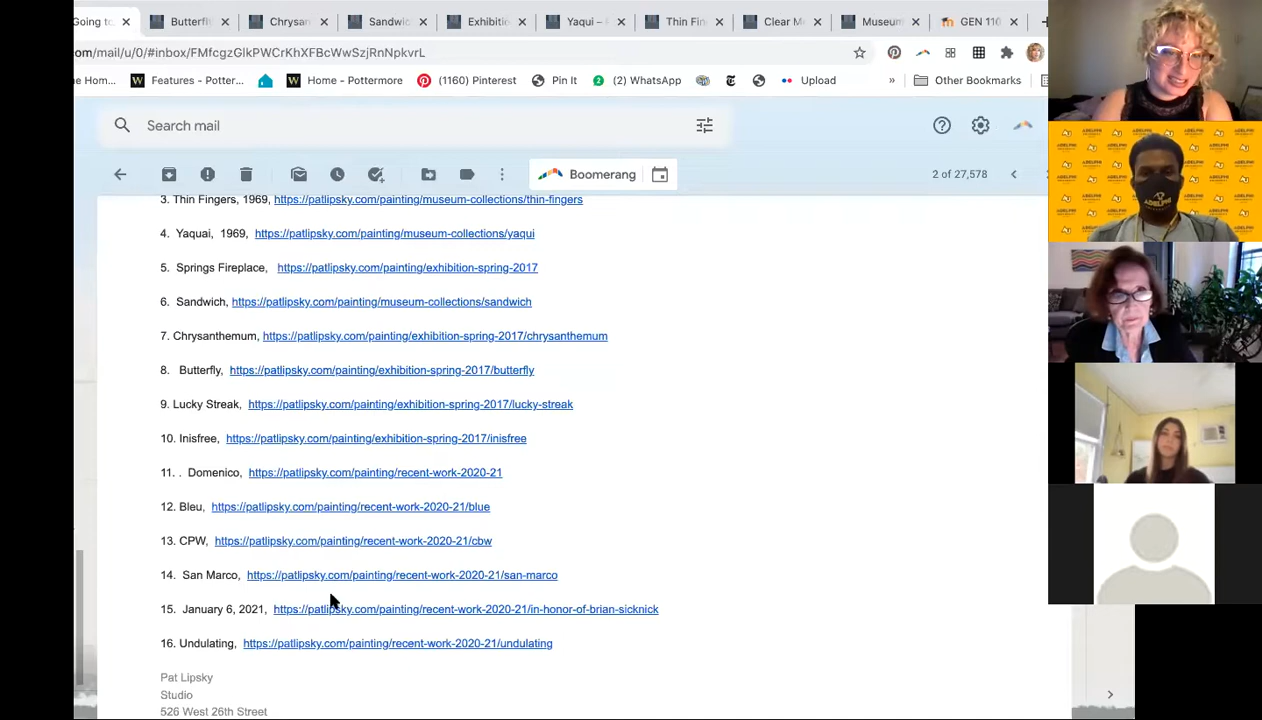 Going to.
Butterfl
Chrysan
Sandwic
Exhibitio
Yaqui –
Thin Fin
Clear M
Museum
GEN 110
om/mail/u/0/#inbox/FMfcgzGlkPWCrKhXFBcWwSzjRnNpkvrL
he Hom...
Features - Potter...
Home - Pottermore
(1160) Pinterest
Pin It
(2) WhatsApp
Upload
»
Other Bookmarks
Search mail
Boomerang
2 of 27,578
3. Thin Fingers, 1969, https://patlipsky.com/painting/museum-collections/thin-fingers
4. Yaquai, 1969, https://patlipsky.com/painting/museum-collections/yaqui
5. Springs Fireplace, https://patlipsky.com/painting/exhibition-spring-2017
6. Sandwich, https://patlipsky.com/painting/museum-collections/sandwich
7. Chrysanthemum, https://patlipsky.com/painting/exhibition-spring-2017/chrysanthemum
8. Butterfly, https://patlipsky.com/painting/exhibition-spring-2017/butterfly
9. Lucky Streak, https://patlipsky.com/painting/exhibition-spring-2017/lucky-streak
10. Inisfree, https://patlipsky.com/painting/exhibition-spring-2017/inisfree
11. . Domenico, https://patlipsky.com/painting/recent-work-2020-21
12. Bleu, https://patlipsky.com/painting/recent-work-2020-21/blue
13. CPW, https://patlipsky.com/painting/recent-work-2020-21/cbw
14. San Marco, https://patlipsky.com/painting/recent-work-2020-21/san-marco
15. January 6, 2021, https://patlipsky.com/painting/recent-work-2020-21/in-honor-of-brian-sicknick
16. Undulating, https://patlipsky.com/painting/recent-work-2020-21/undulating
Pat Lipsky
Studio
526 West 26th Street
ADELPHI